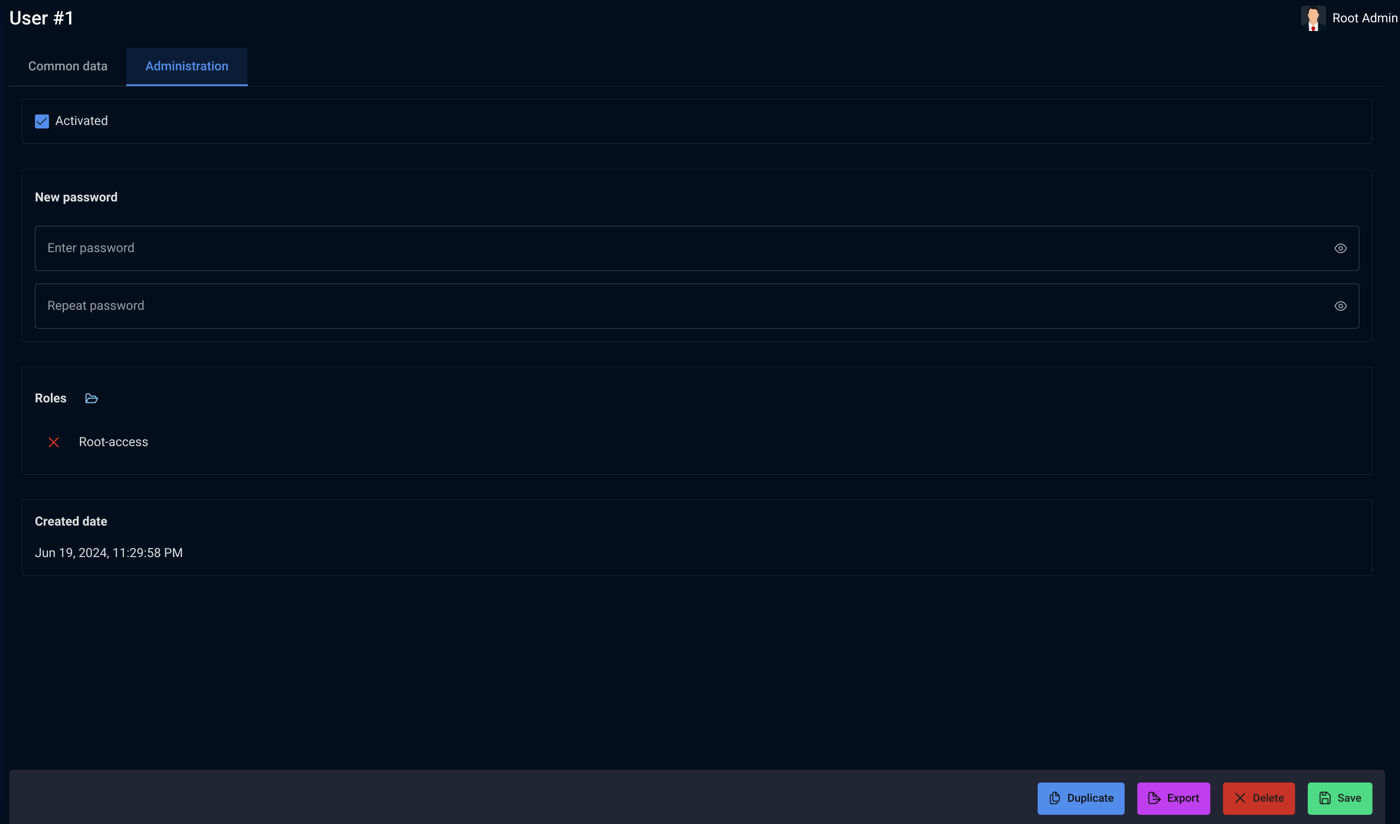 User #1
Root Admin
Common data
Administration
Activated
New password
Enter password
Repeat password
Roles
Root-access
Created date
Jun 19, 2024, 11:29:58 PM
Duplicate
Export
Delete
Save